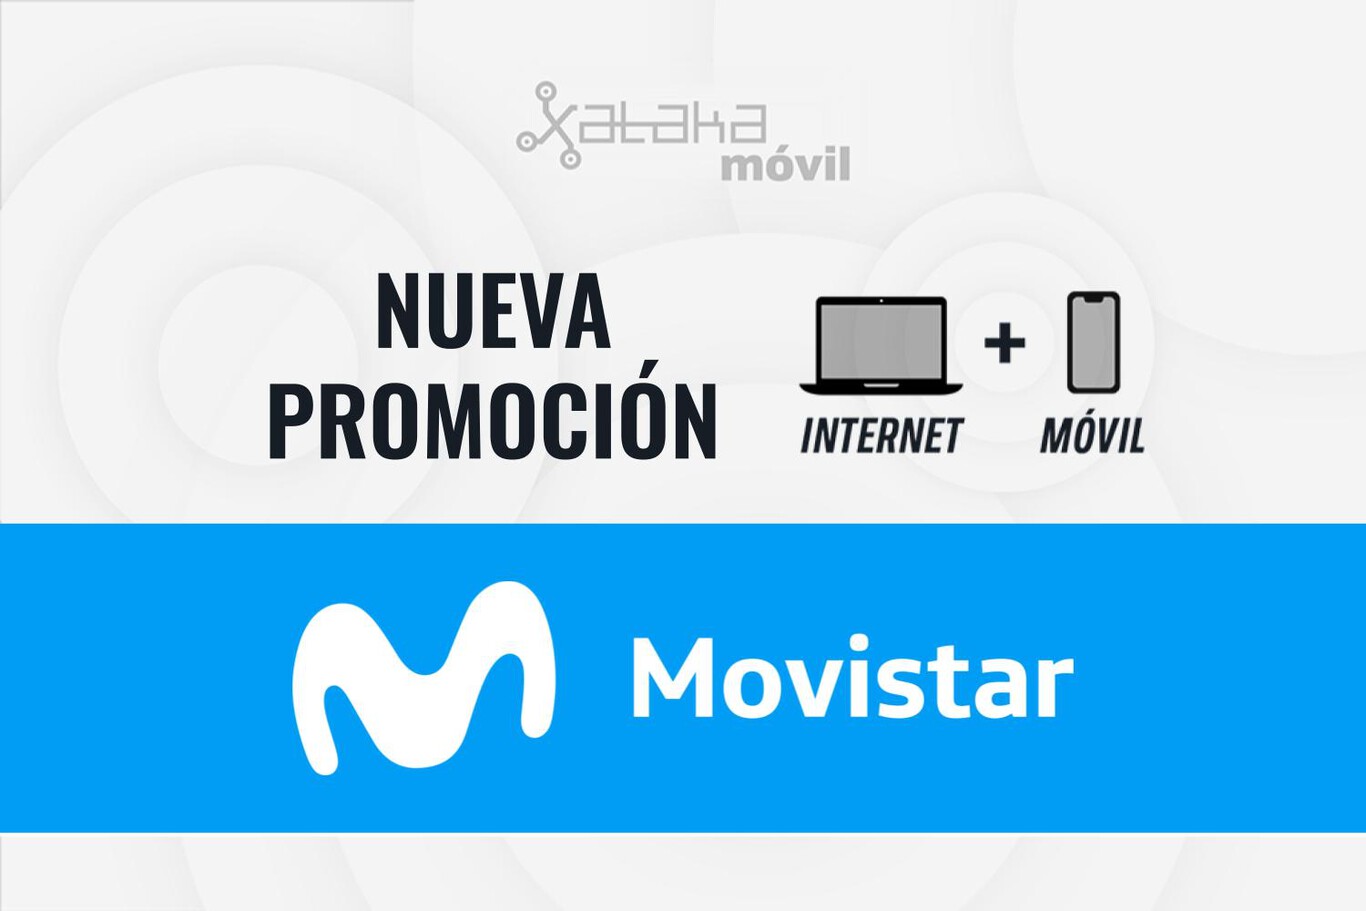 xataka
móvil
NUEVA
PROMOCIÓN
+
INTERNET MÓVIL
Movistar